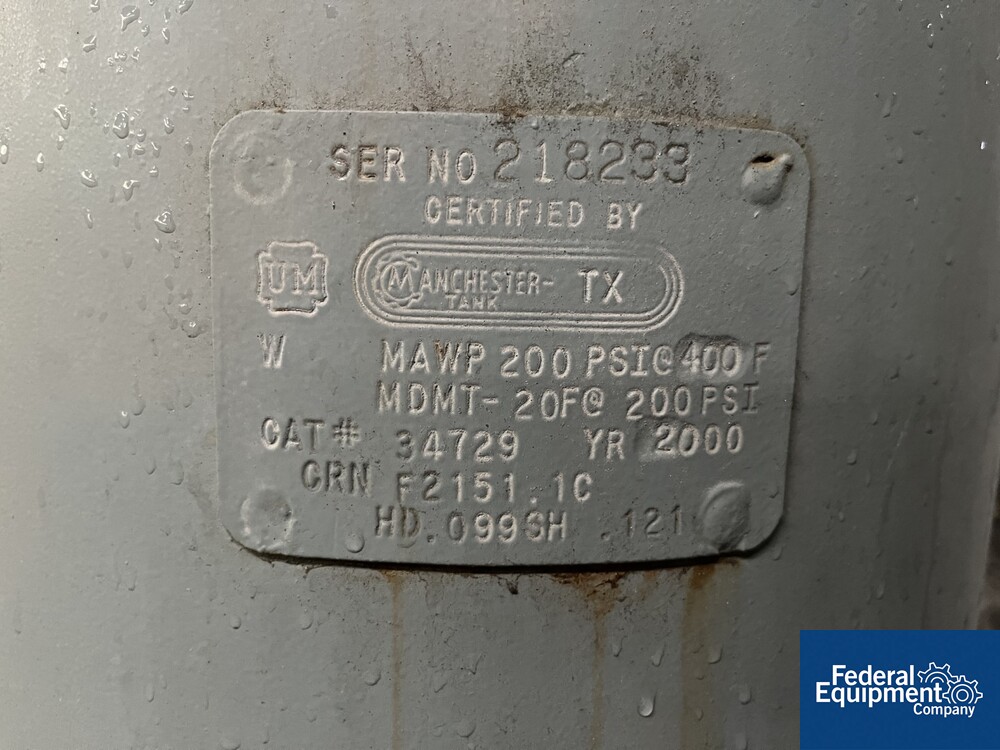 SER NO 218233
CERTIFIED BY
UM
MANCHESTER-
TANK
TX
W MAWP 200 PSI@ 400 F
MDMT- 20F@ 200 PSI
CAT# 34729 YR 2000
CRN F2151.1C
HD.099SH .121
Federal
Equipment
Company